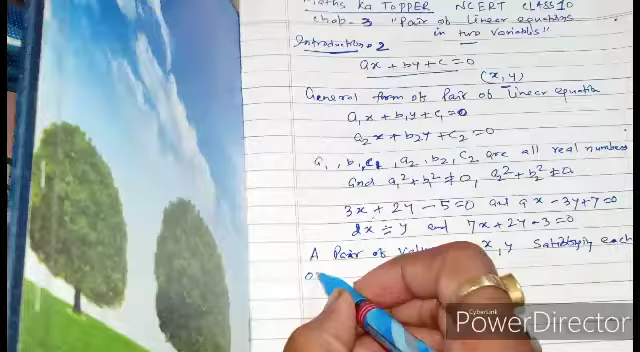 Maths Ka TOPPER NCERT CLASS 10
Chap-3 "Pair of Linear equations
in two variables"
Introduction-2
ax + by + c = 0
(x, y)
General form of Pair of Linear equation
a₁x + b₁y + c₁ = 0
a₂x + b₂y + c₂ = 0
a₁, b₁, c₁, a₂, b₂, c₂ are all real numbers
and a₁² + b₁² ≠ 0, a₂² + b₂² ≠ 0
3x + 2y - 5 = 0 and 9x - 3y + 7 = 0
2x = y and 7x + 2y - 3 = 0
A Pair of x, y satisfying each
CyberLink
PowerDirector